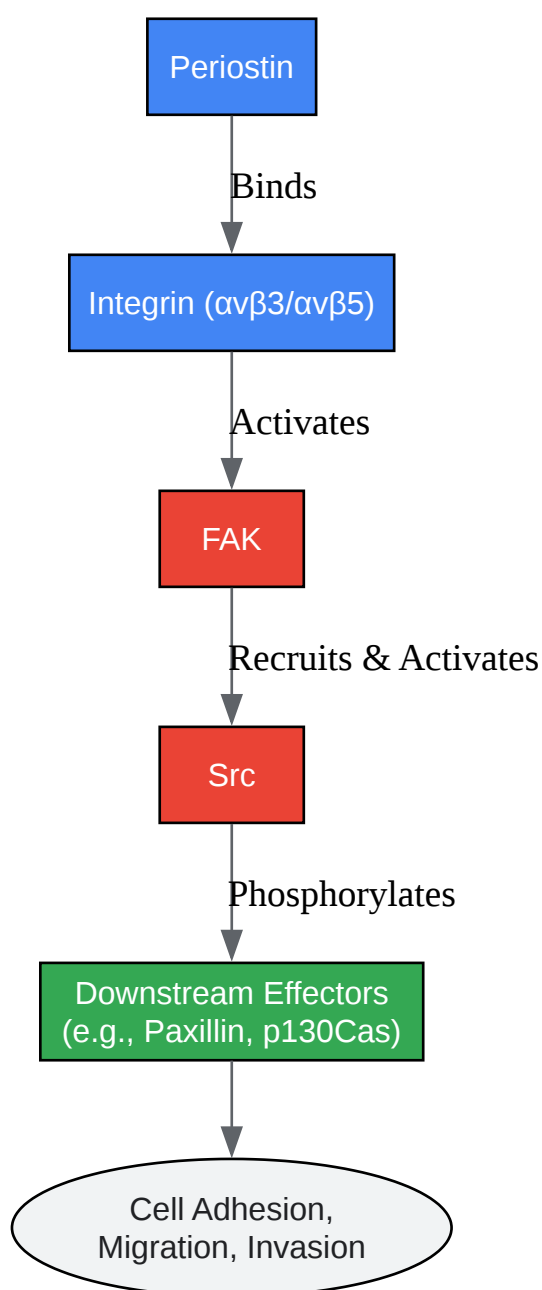 Periostin
Binds
Integrin (αvβ3/αvβ5)
Activates
FAK
Recruits & Activates
Src
Phosphorylates
Downstream Effectors
(e.g., Paxillin, p130Cas)
Cell Adhesion,
Migration, Invasion